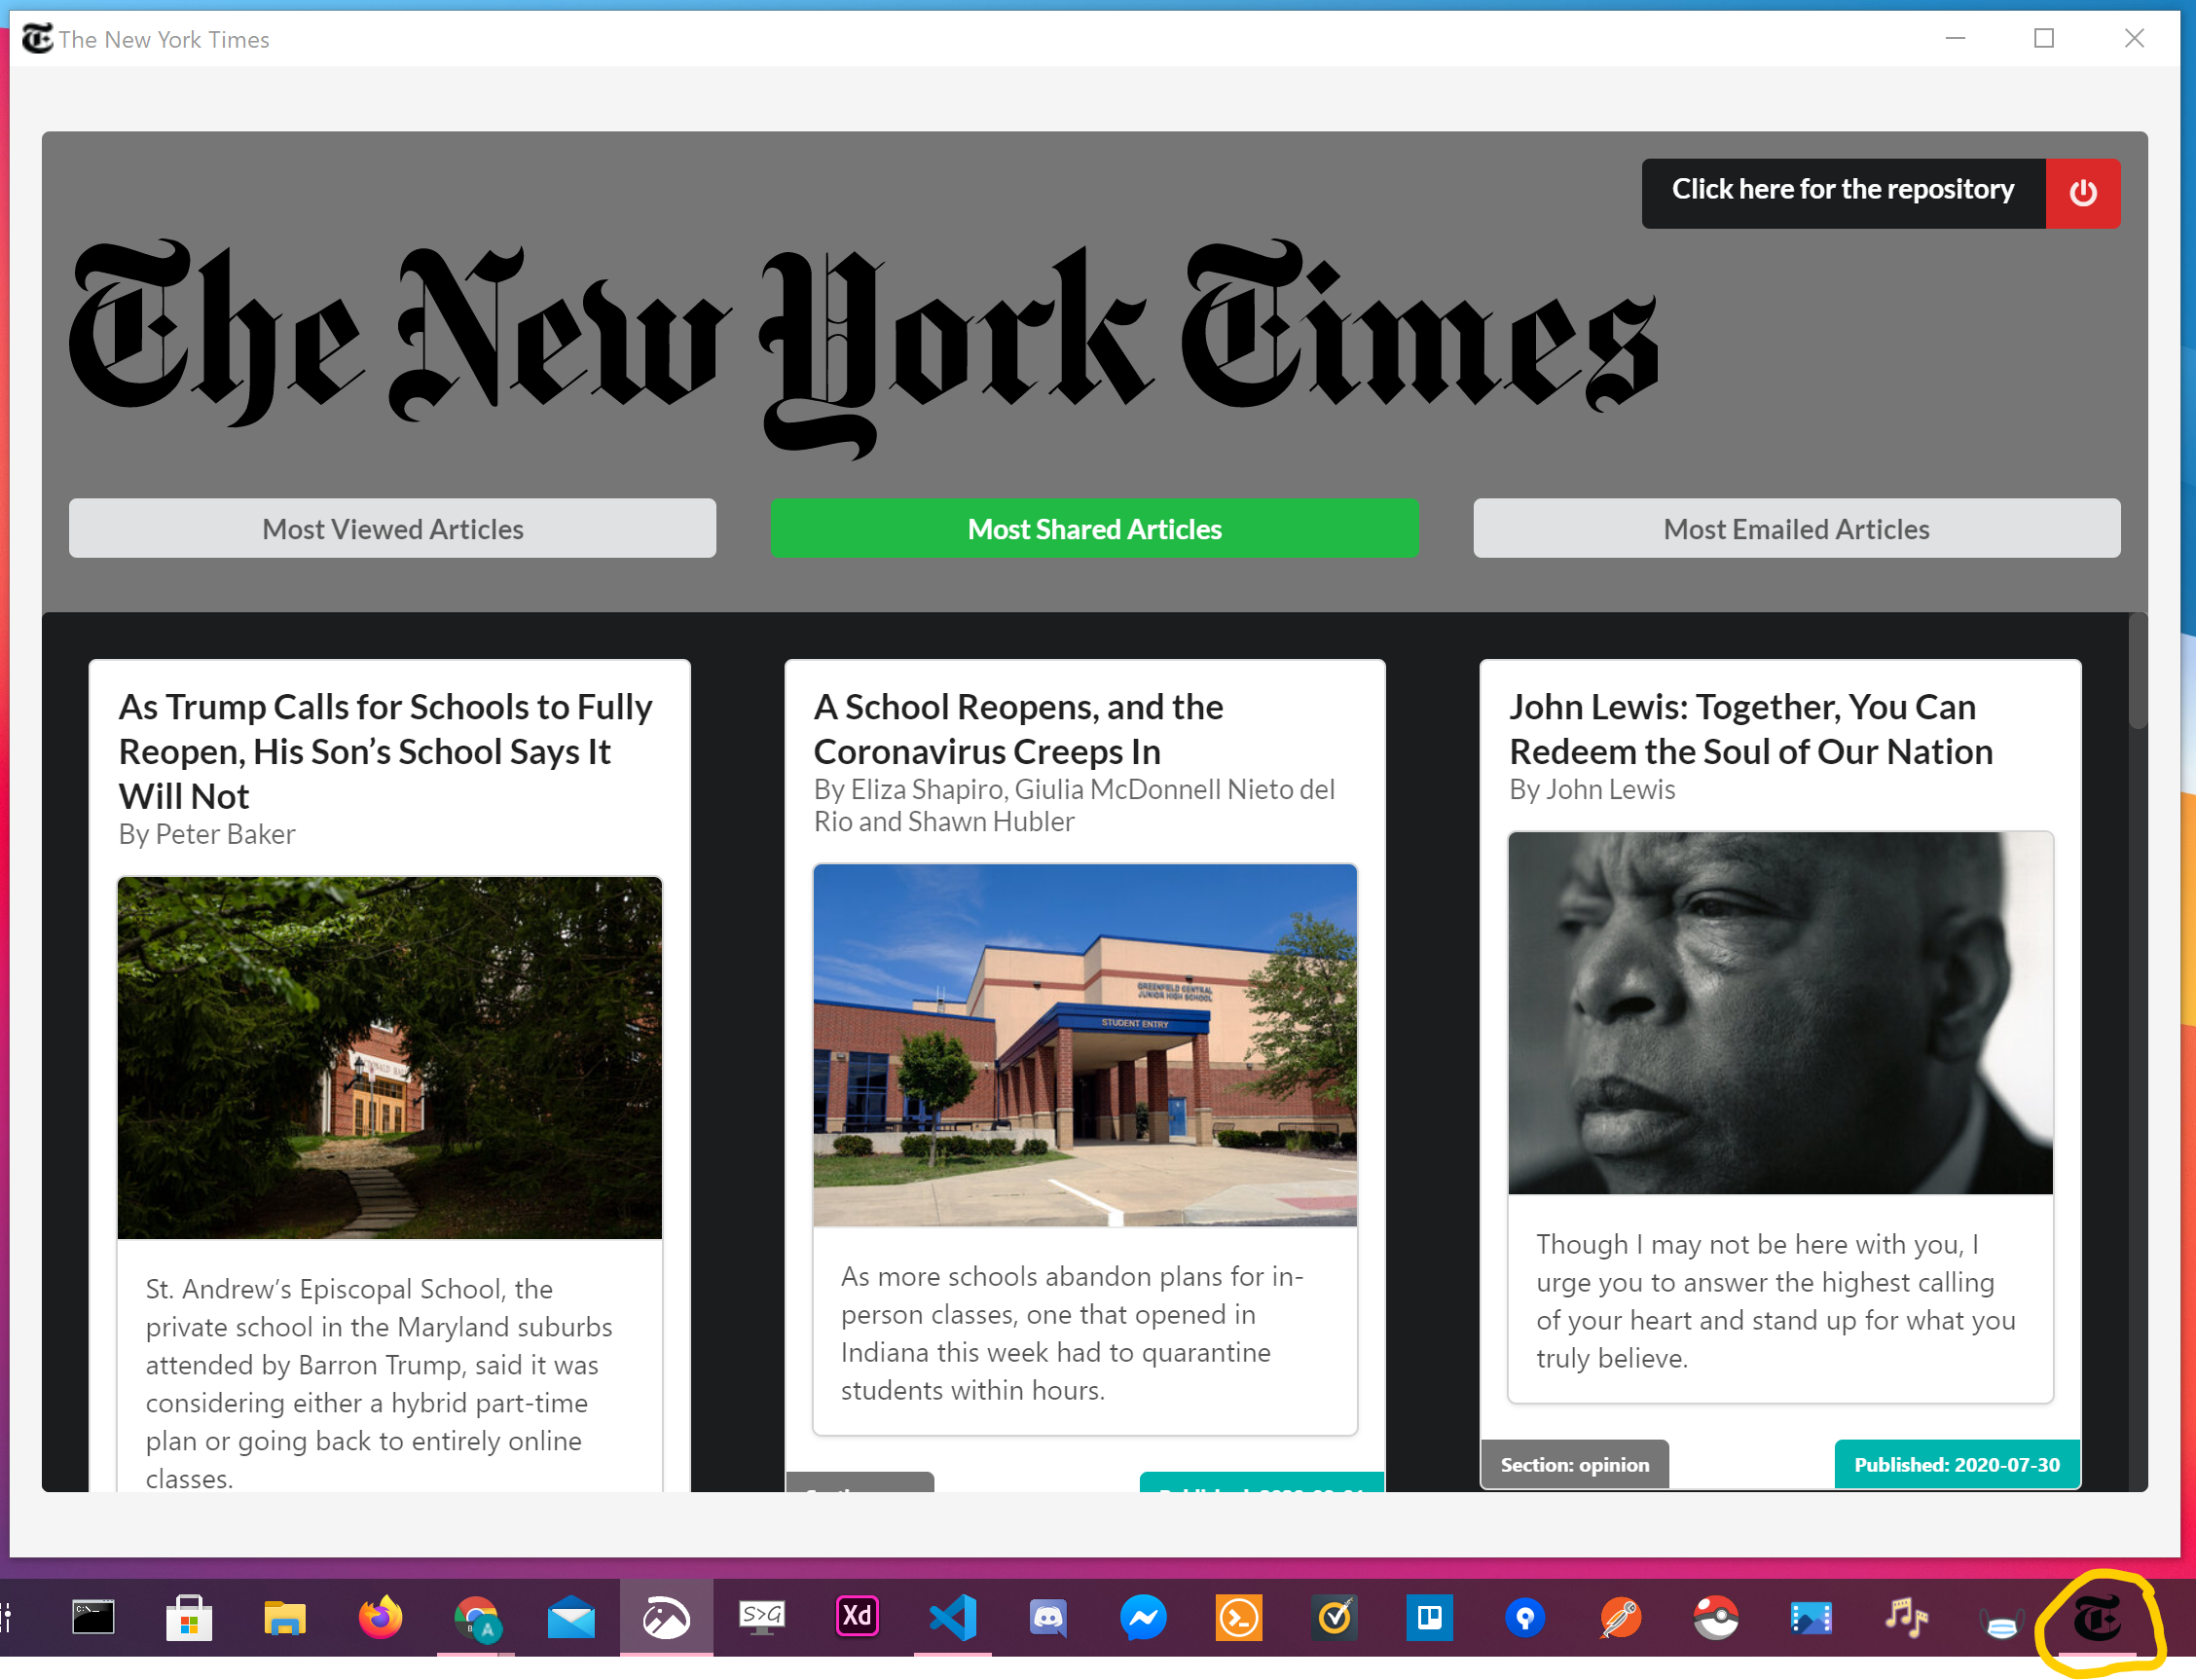 The New York Times
Click here for the repository
The New York Times
Most Viewed Articles
Most Shared Articles
Most Emailed Articles
As Trump Calls for Schools to Fully
Reopen, His Son’s School Says It
Will Not
By Peter Baker
St. Andrew’s Episcopal School, the
private school in the Maryland suburbs
attended by Barron Trump, said it was
considering either a hybrid part-time
plan or going back to entirely online
classes.
A School Reopens, and the
Coronavirus Creeps In
By Eliza Shapiro, Giulia McDonnell Nieto del
Rio and Shawn Hubler
GREENFIELD CENTRAL
JUNIOR HIGH SCHOOL
STUDENT ENTRY
As more schools abandon plans for in-
person classes, one that opened in
Indiana this week had to quarantine
students within hours.
John Lewis: Together, You Can
Redeem the Soul of Our Nation
By John Lewis
Though I may not be here with you, I
urge you to answer the highest calling
of your heart and stand up for what you
truly believe.
Section: opinion
Published: 2020-07-30
S>G
Xd